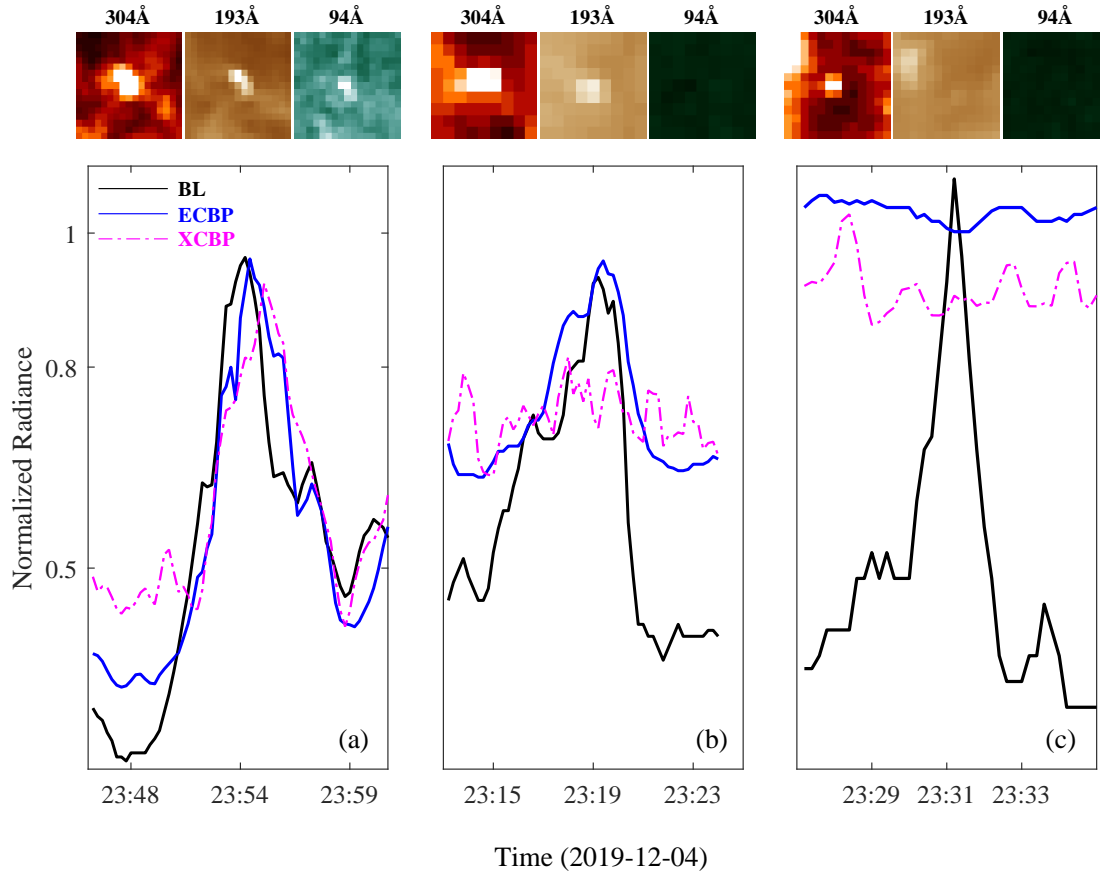 304Å 193Å 94Å 304Å 193Å 94Å 304Å 193Å 94Å
BL
ECBP
XCBP
1
0.8
0.5
Normalized Radiance
(a) (b) (c)
23:48 23:54 23:59 23:15 23:19 23:23 23:29 23:31 23:33
Time (2019-12-04)